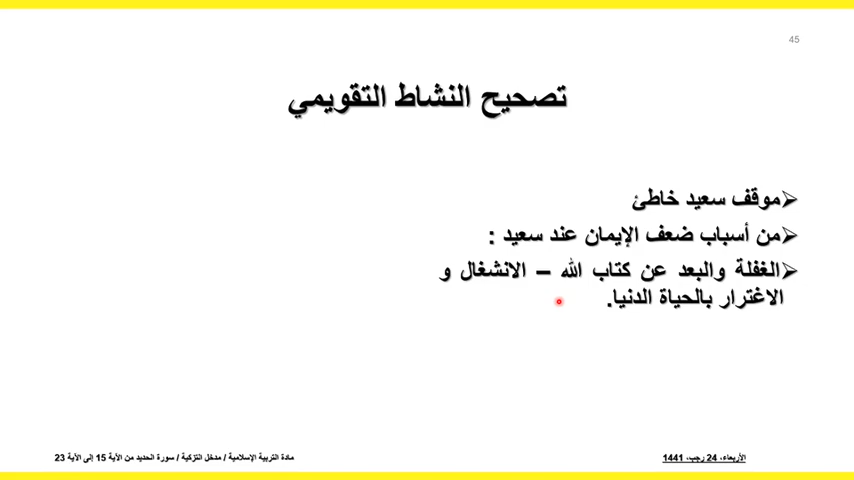 45
تصحيح النشاط التقويمي
موقف سعيد خاطئ
من أسباب ضعف الإيمان عند سعيد :
الغفلة والبعد عن كتاب الله – الانشغال و
الاغترار بالحياة الدنيا.
الأربعاء، 24 رجب، 1441
مادة التربية الإسلامية / مدخل التزكية / سورة الحديد من الآية 15 إلى الآية 23